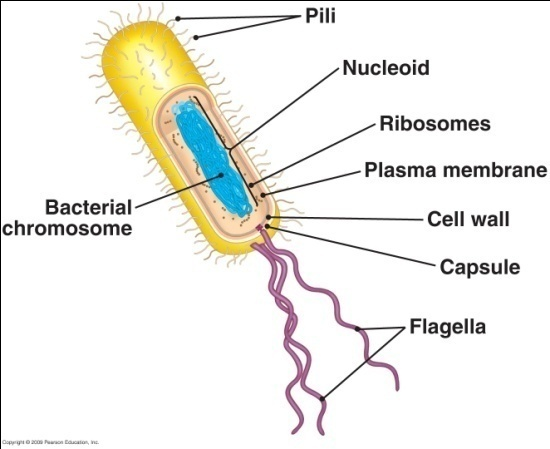 Pili
Nucleoid
Ribosomes
Plasma membrane
Bacterial
chromosome
Cell wall
Capsule
Flagella
Copyright © 2009 Pearson Education, Inc.